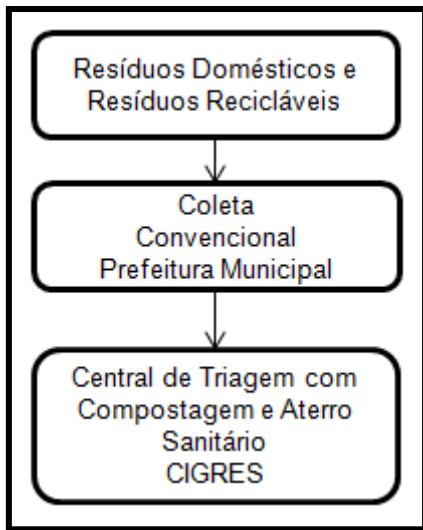 Resíduos Domésticos e
Resíduos Recicláveis
Coleta
Convencional
Prefeitura Municipal
Central de Triagem com
Compostagem e Aterro
Sanitário
CIGRES